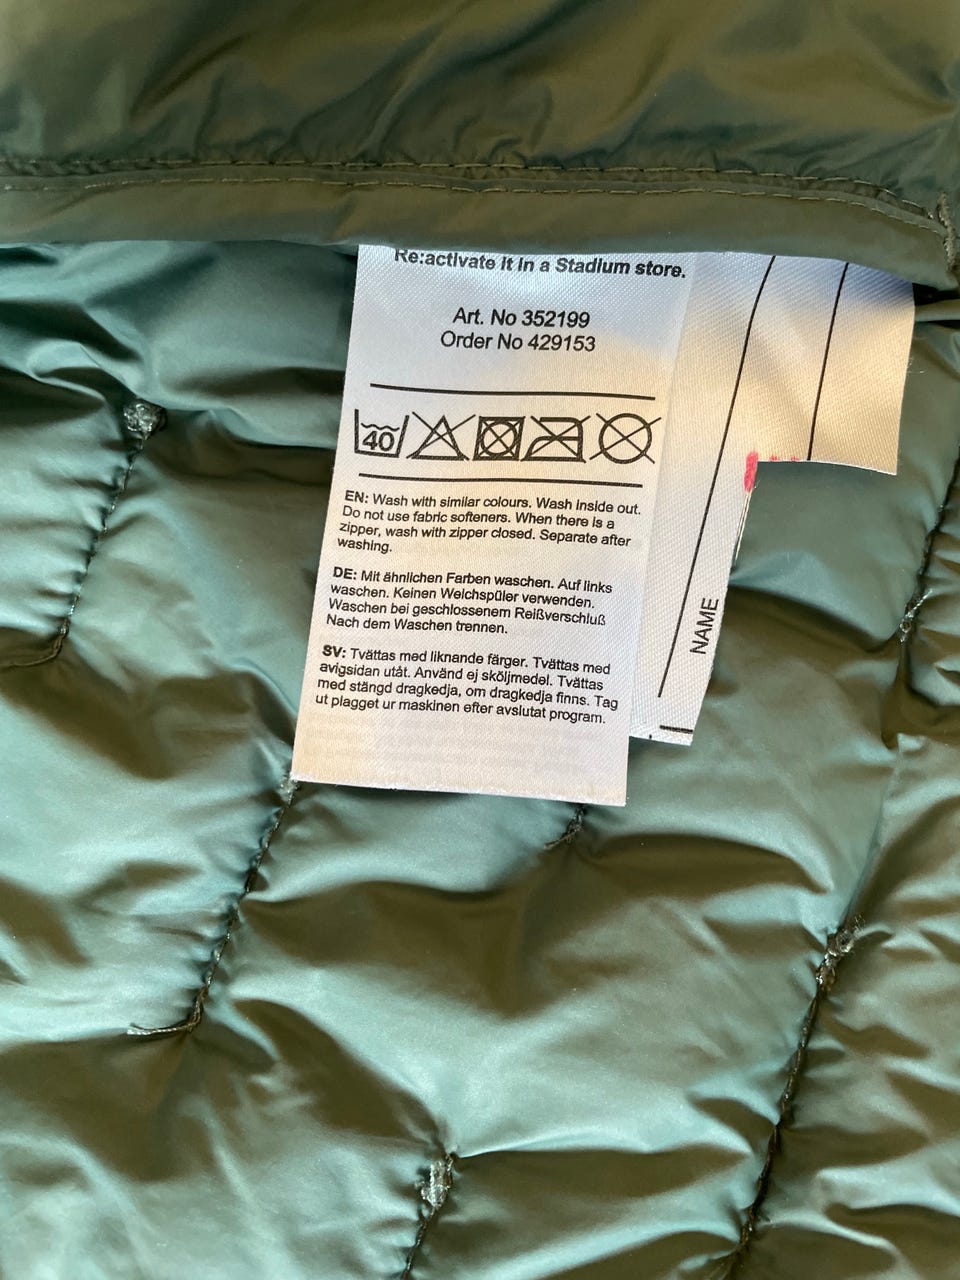 Re:activate it in a Stadium store.
Art. No 352199
Order No 429153
40
EN: Wash with similar colours. Wash inside out.
Do not use fabric softeners. When there is a
zipper, wash with zipper closed. Separate after
washing.
DE: Mit ähnlichen Farben waschen. Auf links
waschen. Keinen Weichspüler verwenden.
Waschen bei geschlossenem Reißverschluß
Nach dem Waschen trennen.
SV: Tvättas med liknande färger. Tvättas med
avigsidan utåt. Använd ej sköljmedel. Tvättas
med stängd dragkedja, om dragkedja finns. Tag
ut plagget ur maskinen efter avslutat program.
NAME